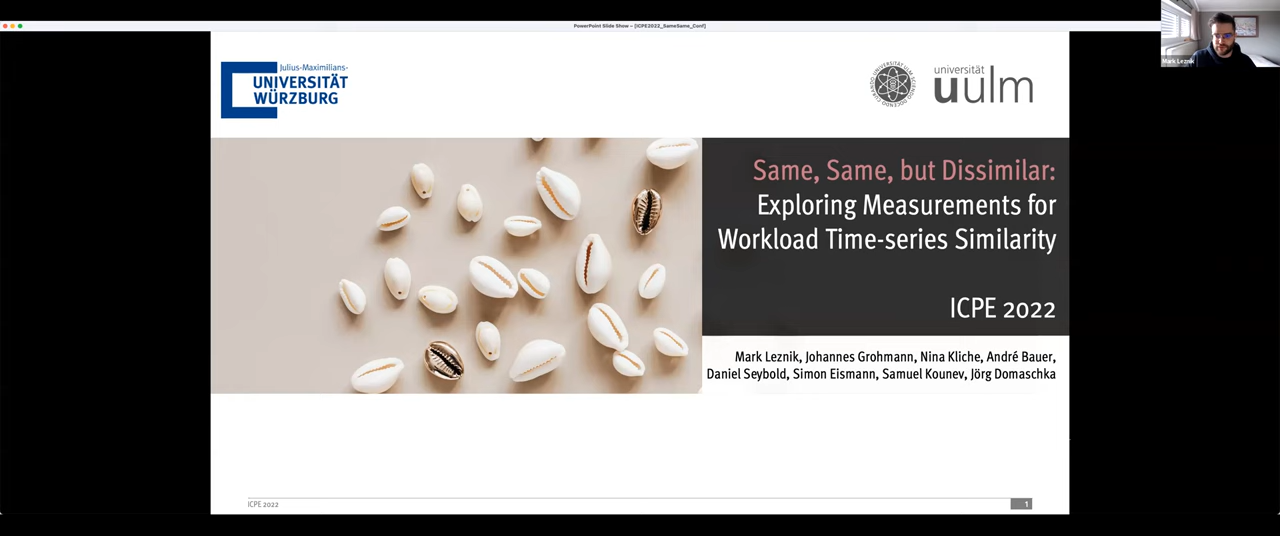 PowerPoint Slide Show – [ICPE2022_SameSame_Conf]
Mark Leznik
Julius-Maximilians-
UNIVERSITÄT
WÜRZBURG
universität
uulm
Same, Same, but Dissimilar:
Exploring Measurements for
Workload Time-series Similarity
ICPE 2022
Mark Leznik, Johannes Grohmann, Nina Kliche, André Bauer,
Daniel Seybold, Simon Eismann, Samuel Kounev, Jörg Domaschka
ICPE 2022
1